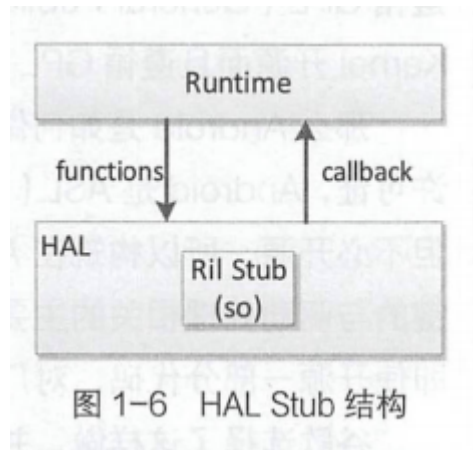 Runtime
functions
callback
HAL
Ril Stub
(so)
图 1-6 HAL Stub 结构